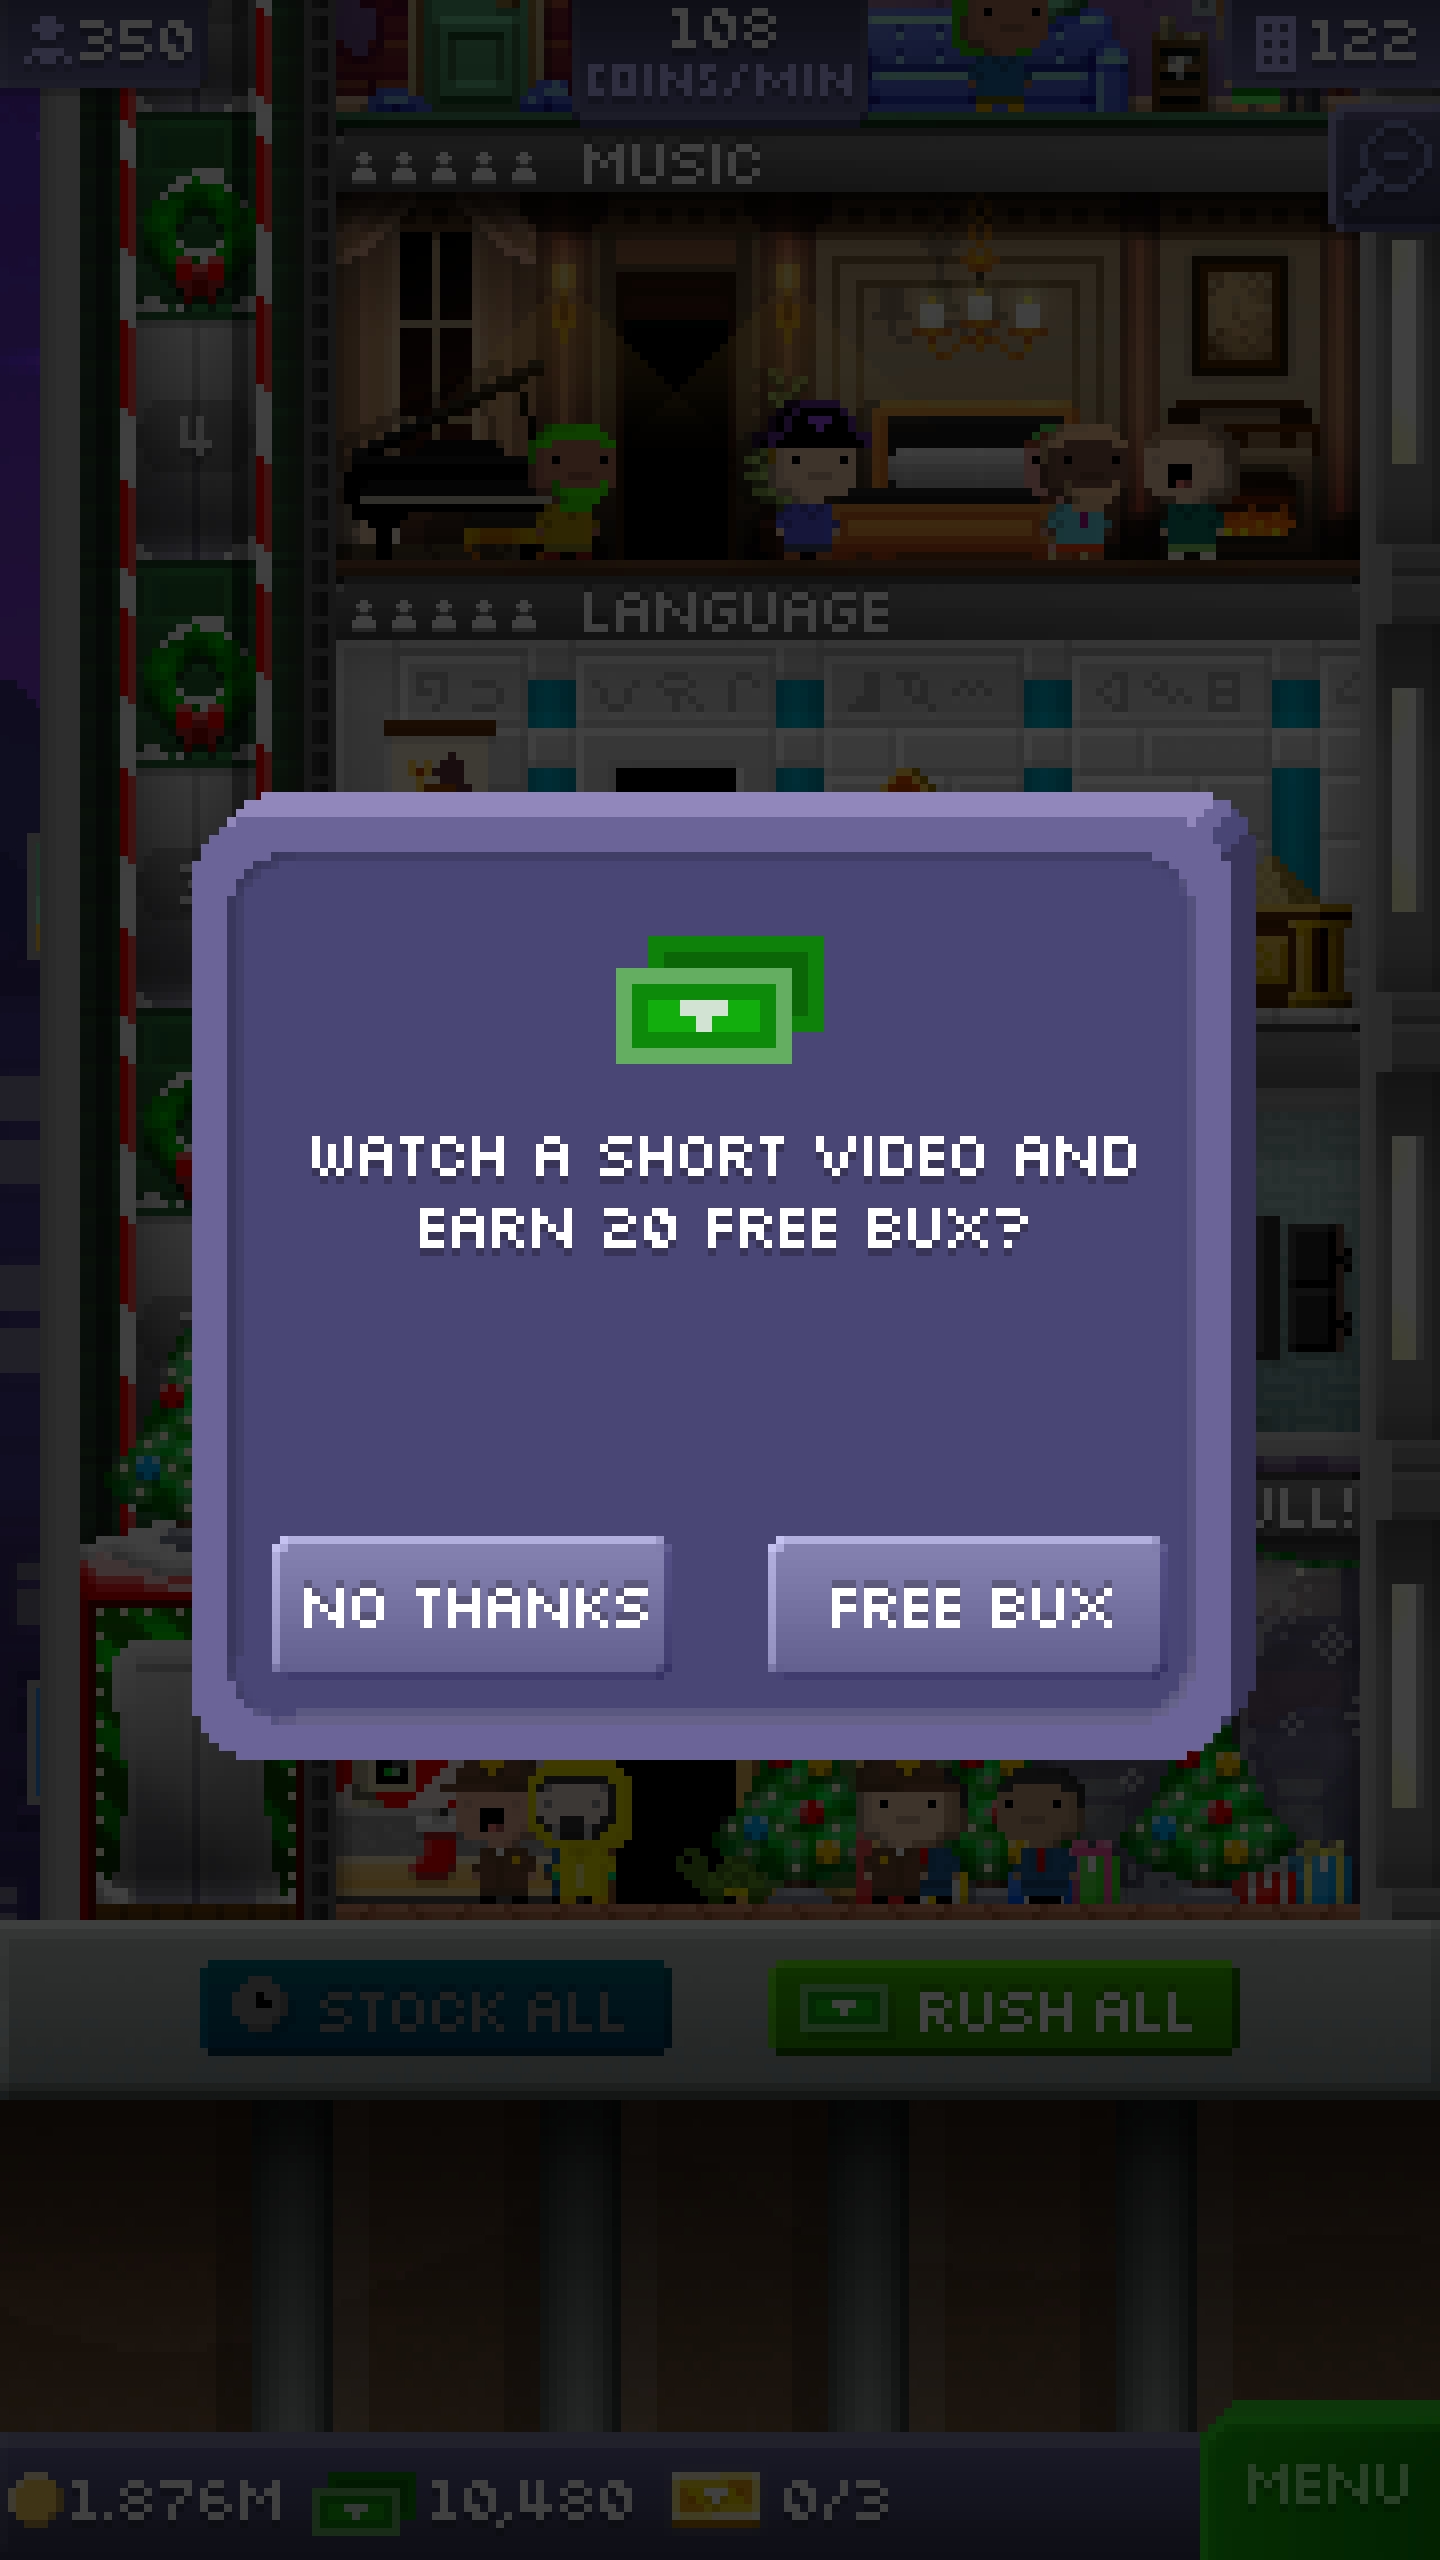 350
108
COINS/MIN
122
MUSIC
4
LANGUAGE
WATCH A SHORT VIDEO AND
EARN 20 FREE BUX?
NO THANKS
FREE BUX
STOCK ALL
RUSH ALL
1.876M
10,480
0/3
MENU